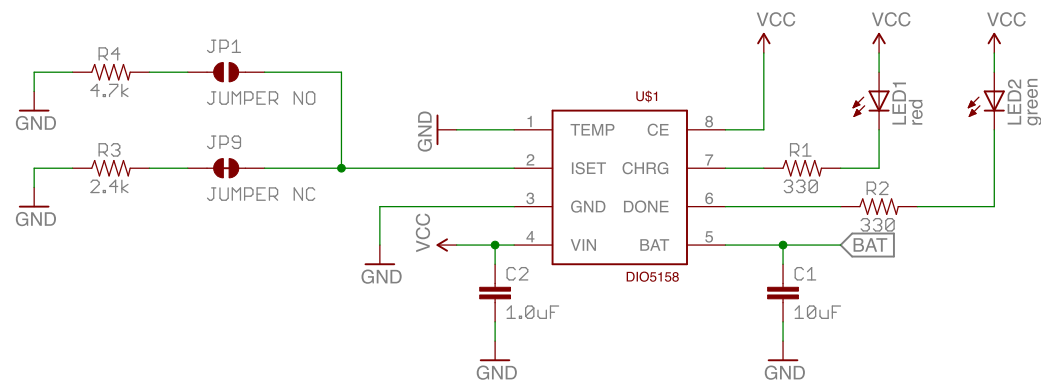 VCC VCC VCC
R4 JP1
4.7k JUMPER NO
GND
LED1 red
LED2 green
U$1
GND 1 TEMP CE 8
R3 JP9
2.4k JUMPER NC
GND
2 ISET CHRG 7
R1
330
3 GND DONE 6
R2
330
GND
VCC 4 VIN BAT 5
BAT
DIO5158
C2
1.0uF
GND
C1
10uF
GND